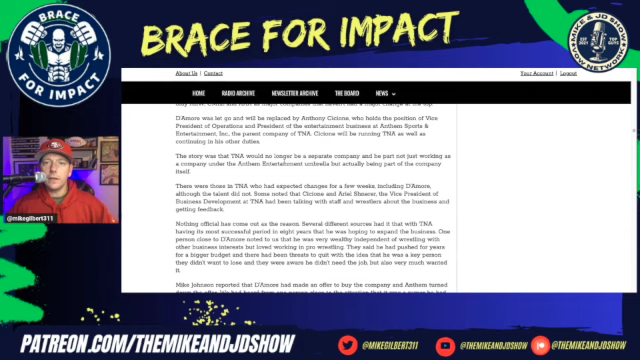 BRACE FOR IMPACT
BRACE
FOR IMPACT
MIKE & JD SHOW
VOW NETWORK
About Us | Contact
Your Account | Logout
HOME RADIO ARCHIVE NEWSLETTER ARCHIVE THE BOARD NEWS
D'Amore was let go and will be replaced by Anthony Cicione, who holds the position of Vice
President of Operations and President of the entertainment business at Anthem Sports &
Entertainment, Inc., the parent company of TNA. Cicione will be running TNA as well as
continuing in his other duties.
The story was that TNA would no longer be a separate company and be part not just working as
a company under the Anthem Entertainment umbrella but actually being part of the company
itself.
There were those in TNA who had expected changes for a few weeks, including D'Amore,
although the talent did not. Some noted that Cicione and Ariel Shnerer, the Vice President of
Business Development at TNA had been talking with staff and wrestlers about the business and
getting feedback.
Nothing official has come out as the reason. Several different sources had it that with TNA
having its most successful period in eight years that he was hoping to expand the business. One
person close to D'Amore noted to us that he was very wealthy independent of wrestling with
other business interests but loved working in pro wrestling. They said he had pushed for years
for a bigger budget and there had been threats to quit with the idea that he was a key person
they didn't want to lose and they were aware he didn't need the job, but also very much wanted
it.
Mike Johnson reported that D'Amore had made an offer to buy the company and Anthem turned
@mikegilbert311
PATREON.COM/THEMIKEANDJDSHOW
@MIKEGILBERT311
@THEMIKEANDJDSHOW
@THEMIKEANDJDSHOW